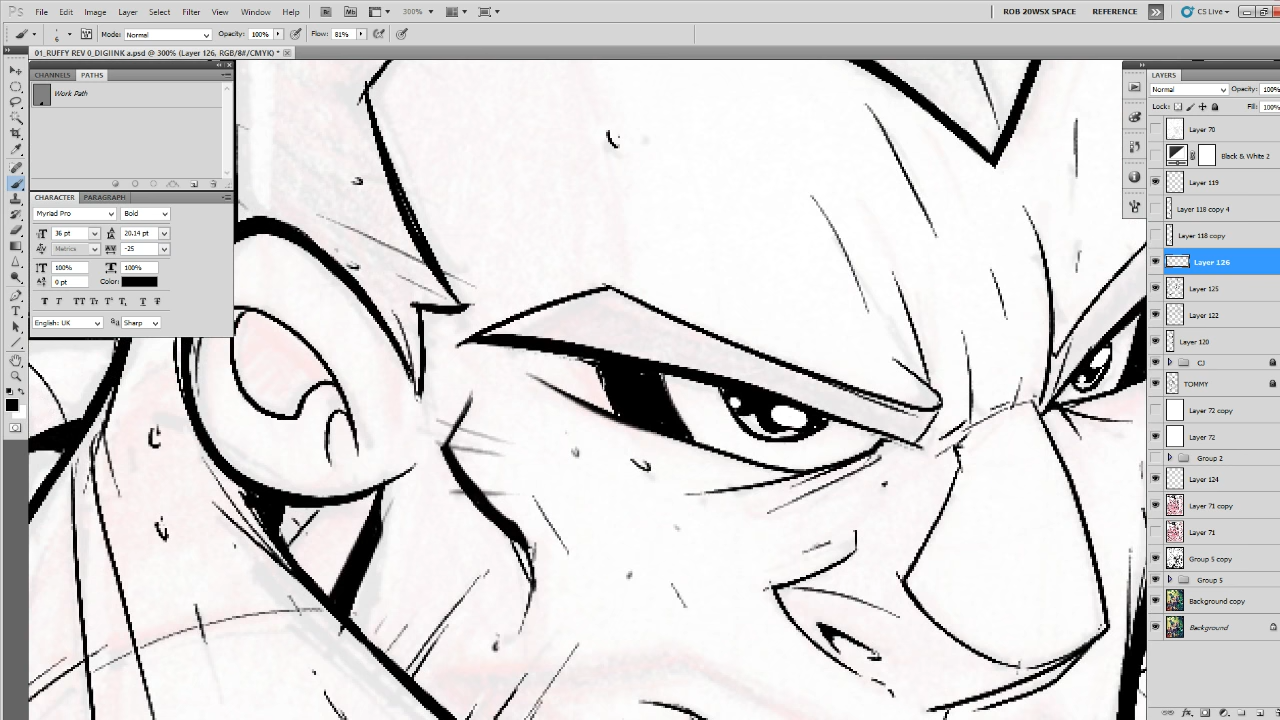 Ps File Edit Image Layer Select Filter View Window Help Br Mb 300% ROB 20WSX SPACE REFERENCE CS Live
6 Mode: Normal Opacity: 100% Flow: 81%
01_RUFFY REV 0_DIGIINK a.psd @ 300% (Layer 126, RGB/8#/CMYK) *
CHANNELS PATHS
Work Path
CHARACTER PARAGRAPH
Myriad Pro Bold
36 pt 20,14 pt
Metrics -25
100% 100%
0 pt Color:
English: UK Sharp
LAYERS
Normal Opacity: 100%
Lock: Fill: 100%
Layer 70
Black & White 2
Layer 119
Layer 118 copy 4
Layer 118 copy
Layer 126
Layer 125
Layer 122
Layer 120
CJ
TOMMY
Layer 72 copy
Layer 72
Group 2
Layer 124
Layer 71 copy
Layer 71
Group 5 copy
Group 5
Background copy
Background